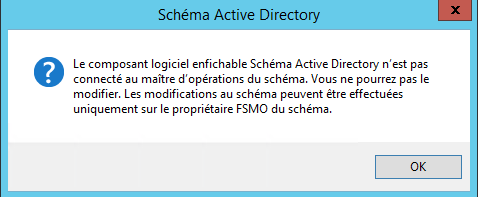 Schéma Active Directory
x
Le composant logiciel enfichable Schéma Active Directory n'est pas
connecté au maître d'opérations du schéma. Vous ne pourrez pas le
modifier. Les modifications au schéma peuvent être effectuées
uniquement sur le propriétaire FSMO du schéma.
OK